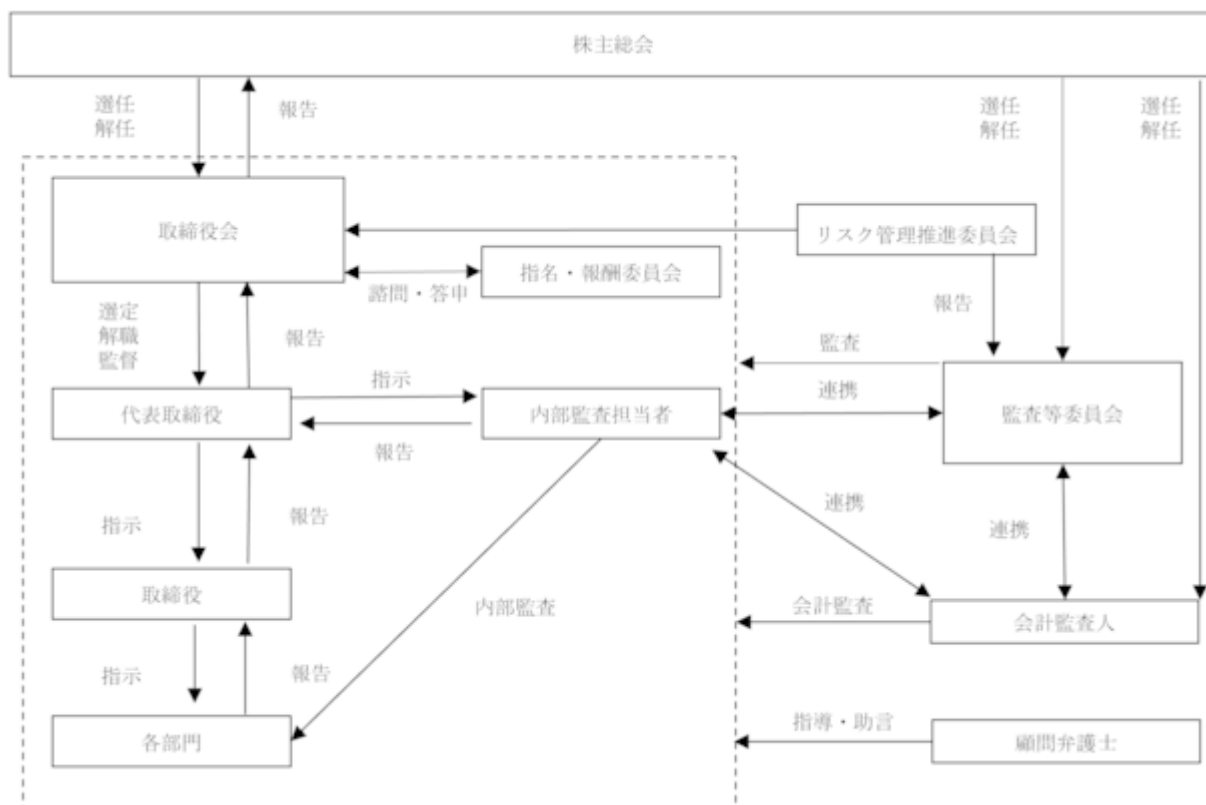 株主総会
選任
解任
報告
選任
解任
選任
解任
取締役会
リスク管理推進委員会
指名・報酬委員会
諮問・答申
報告
選定
解職
監督
報告
監査
指示
連携
代表取締役
内部監査担当者
監査等委員会
報告
連携
指示
報告
連携
取締役
内部監査
会計監査
会計監査人
指示
報告
指導・助言
各部門
顧問弁護士